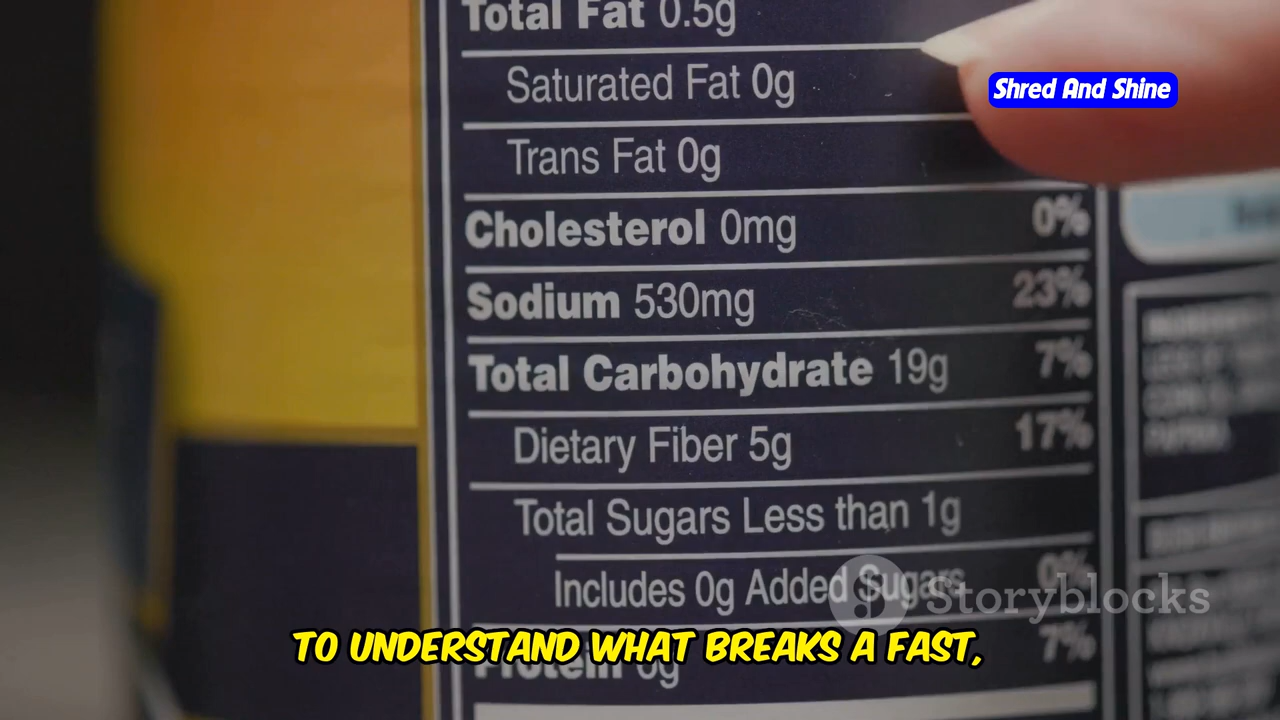 Total Fat 0.5g
Shred And Shine
Saturated Fat 0g
Trans Fat 0g
Cholesterol 0mg 0%
Sodium 530mg 23%
Total Carbohydrate 19g 7%
Dietary Fiber 5g 17%
Total Sugars Less than 1g
Includes 0g Added Sugars 0%
Storyblocks
TO UNDERSTAND WHAT BREAKS A FAST,
Protein 6g 7%